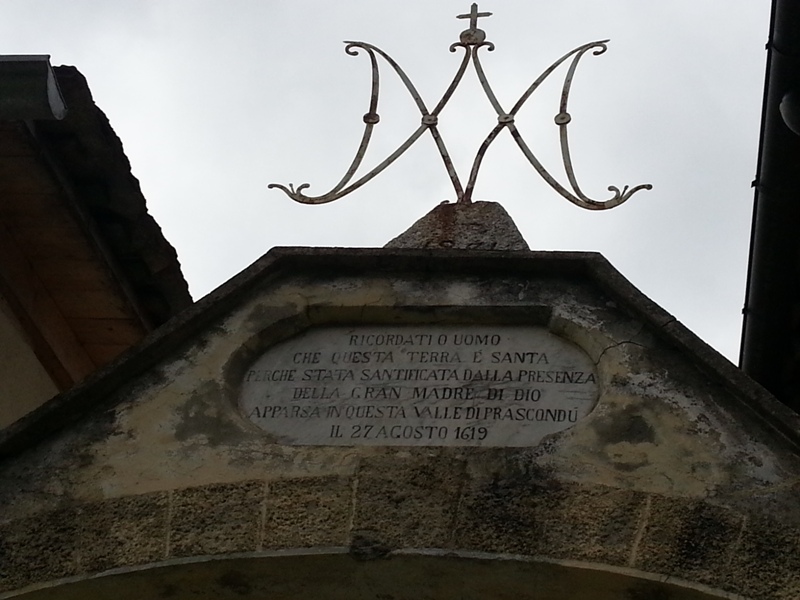 RICORDATI O UOMO
CHE QUESTA TERRA È SANTA
PERCHÈ STATA SANTIFICATA DALLA PRESENZA
DELLA GRAN MADRE DI DIO
APPARSA IN QUESTA VALLE DI PRASCONDÙ
IL 27 AGOSTO 1619